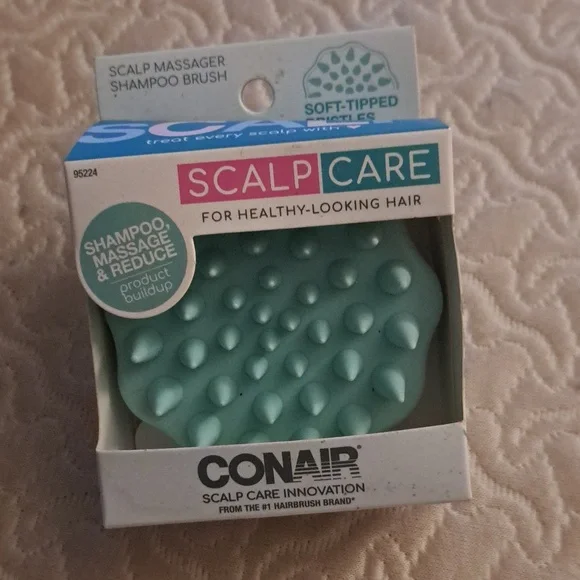 SCALP MASSAGER
SHAMPOO BRUSH
SOFT-TIPPED
BRISTLES
treat every scalp with
95224
SCALP CARE
FOR HEALTHY-LOOKING HAIR
SHAMPOO,
MASSAGE
& REDUCE
product
buildup
CONAIR®
SCALP CARE INNOVATION
FROM THE #1 HAIRBRUSH BRAND*